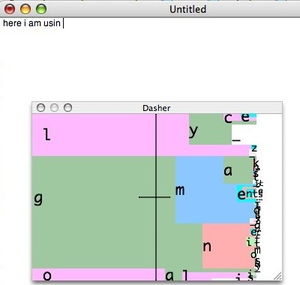 Untitled
here i am usin
Dasher
c e
l y _
z
a
g m
e n t s
n i
o a l